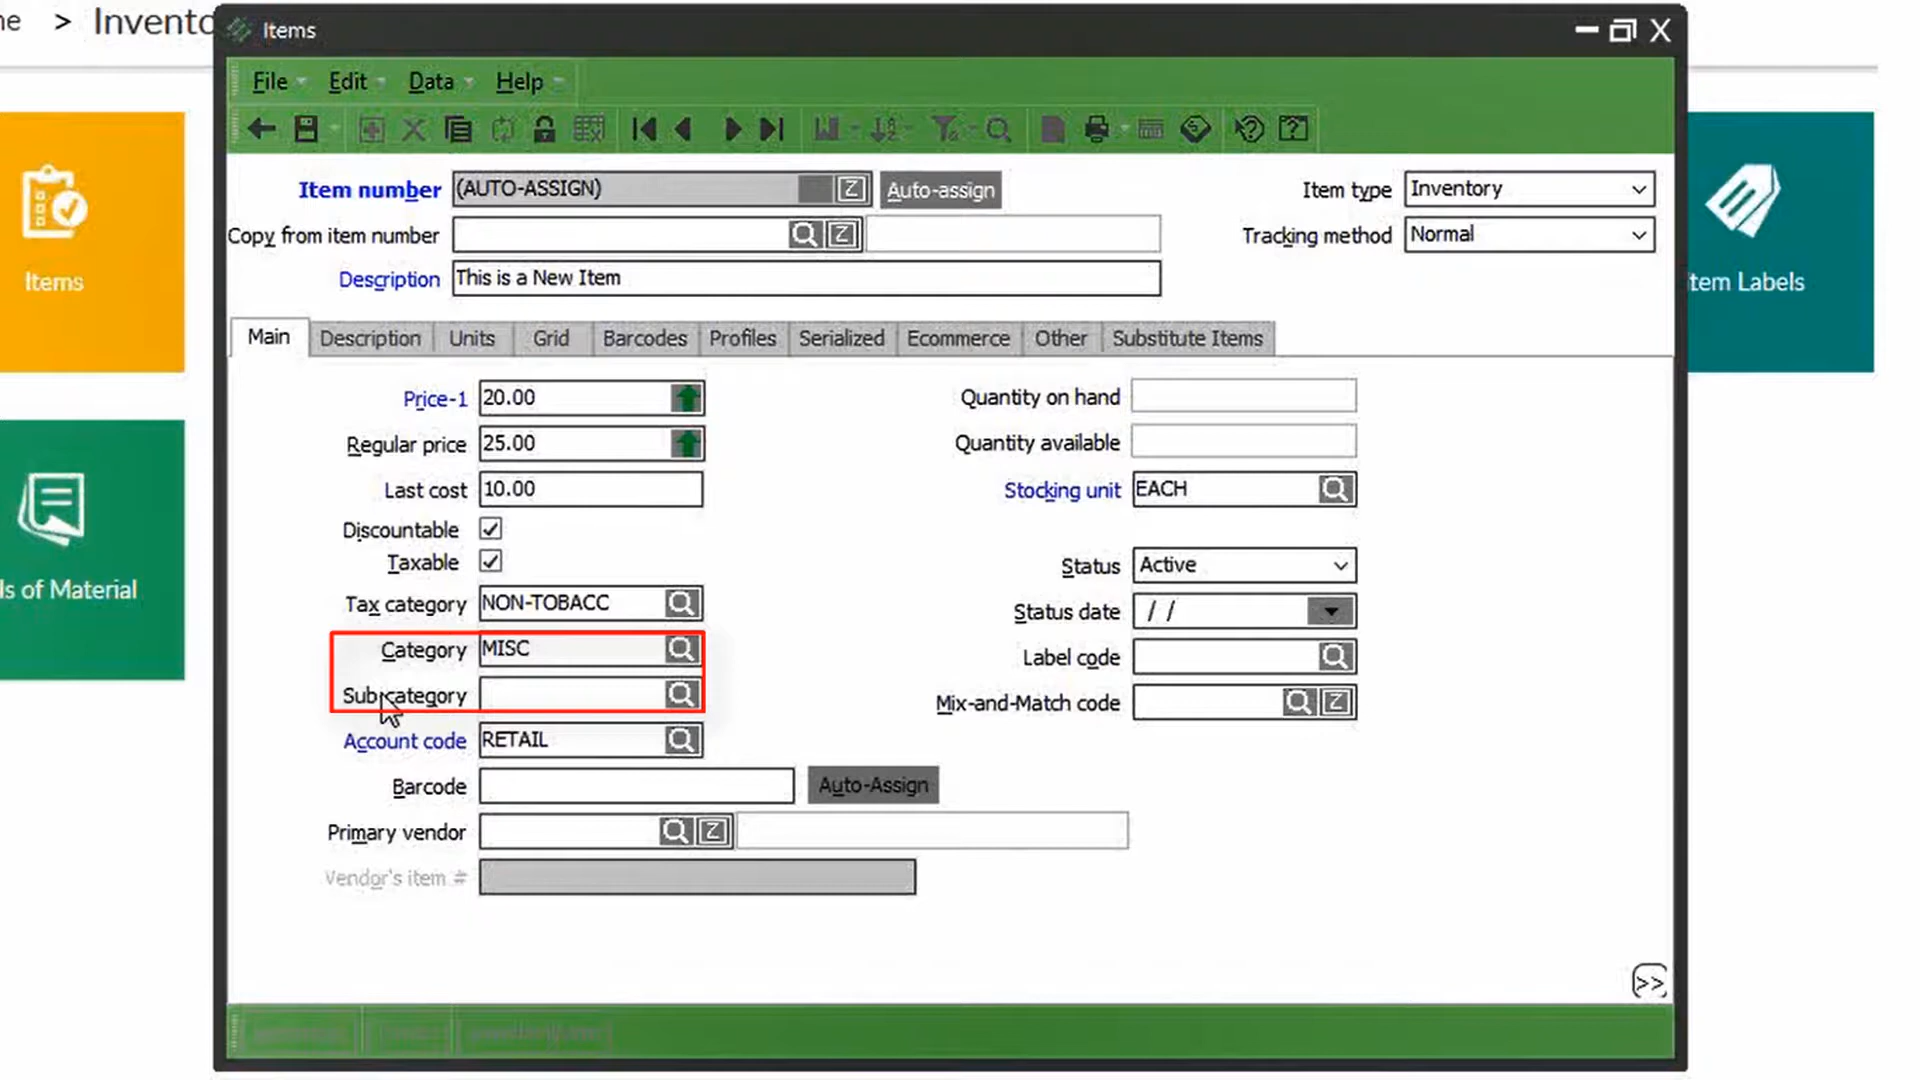 ne > Invento
Items
File Edit Data Help
Item number (AUTO-ASSIGN) Z Auto-assign Item type Inventory
Copy from item number Z Tracking method Normal
Description This is a New Item
Items
tem Labels
Main Description Units Grid Barcodes Profiles Serialized Ecommerce Other Substitute Items
Price-1 20.00 Quantity on hand
Regular price 25.00 Quantity available
Last cost 10.00 Stocking unit EACH
Discountable
Taxable Status Active
Tax category NON-TOBACC Status date / /
Category MISC Label code
Sub category Mix-and-Match code Z
Account code RETAIL
Barcode Auto-Assign
Primary vendor Z
Vendor's item #
ls of Material
>>